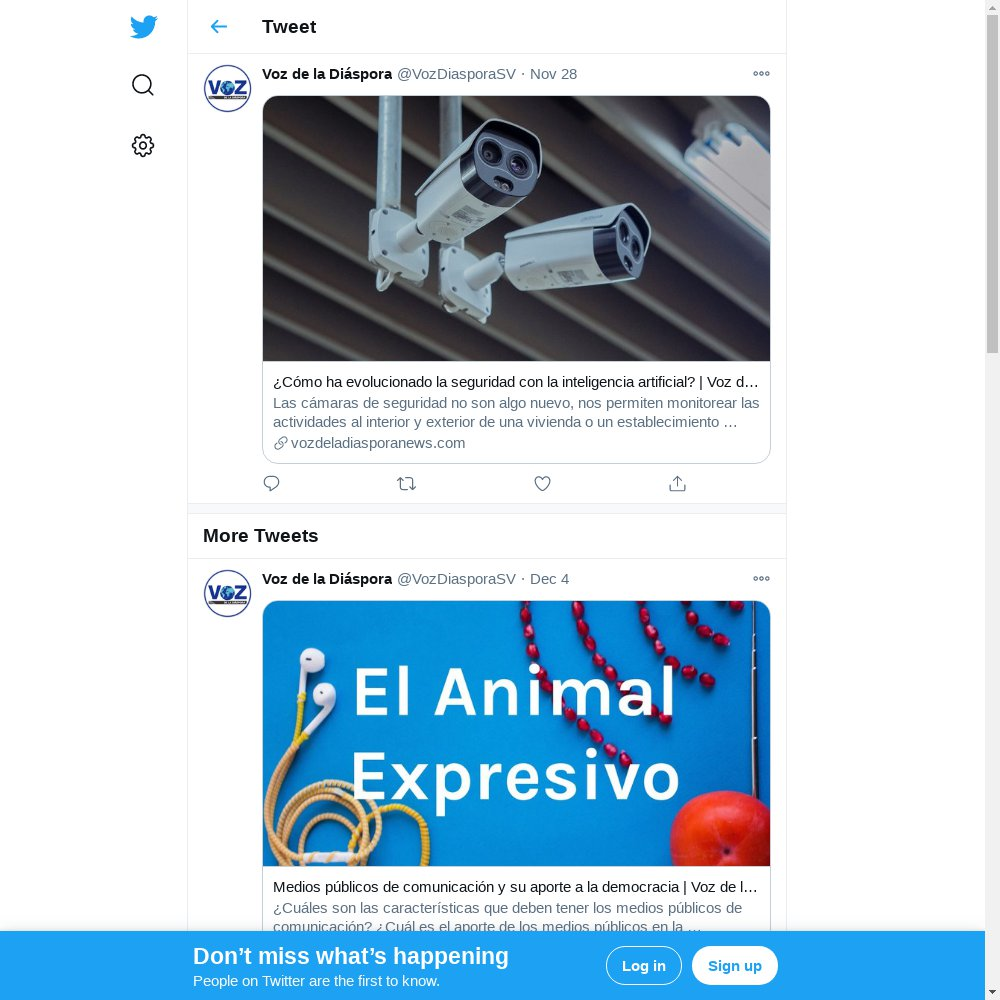 Tweet
VOZ
Voz de la Diáspora @VozDiasporaSV · Nov 28
¿Cómo ha evolucionado la seguridad con la inteligencia artificial? | Voz d…
Las cámaras de seguridad no son algo nuevo, nos permiten monitorear las
actividades al interior y exterior de una vivienda o un establecimiento …
vozdeladiasporanews.com
More Tweets
VOZ
Voz de la Diáspora @VozDiasporaSV · Dec 4
El Animal
Expresivo
Medios públicos de comunicación y su aporte a la democracia | Voz de l…
¿Cuáles son las características que deben tener los medios públicos de
comunicación? ¿Cuál es el aporte de los medios públicos en la …
Don’t miss what’s happening
People on Twitter are the first to know.
Log in
Sign up